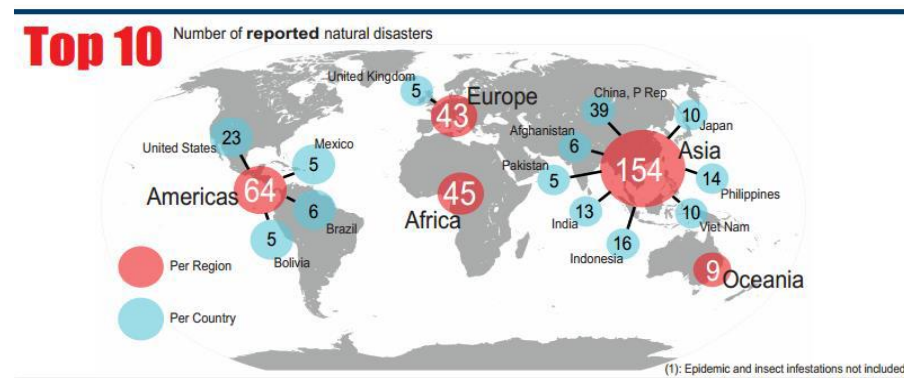 Top 10
Number of reported natural disasters
United Kingdom
5
Europe
43
China, P Rep
39
10
Japan
Afghanistan
6
Asia
154
Pakistan
5
14
Philippines
13
India
10
Viet Nam
16
Indonesia
23
United States
Mexico
5
Americas
64
6
Brazil
5
Bolivia
45
Africa
9
Oceania
Per Region
Per Country
(1): Epidemic and insect infestations not included